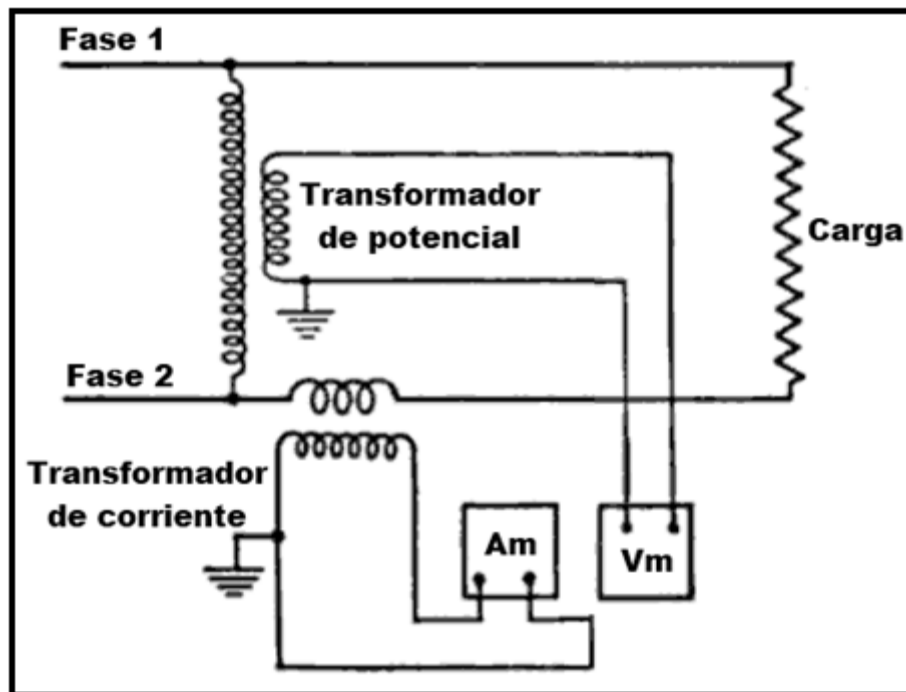 Fase 1
Transformador
de potencial
Carga
Fase 2
Transformador
de corriente
Am
Vm